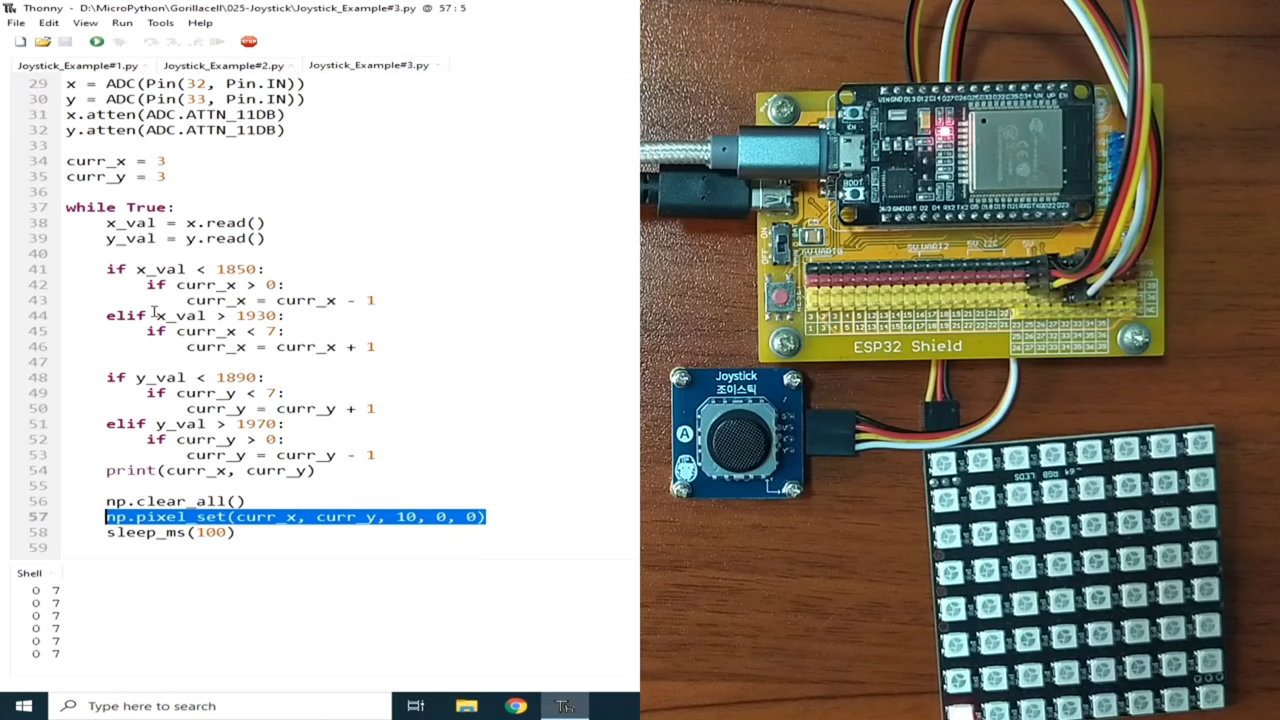 Thonny - D:\MicroPython\Gorillacell\025-Joystick\Joystick_Example#3.py @ 57 : 5
File Edit View Run Tools Help
STOP
Joystick_Example#1.py
Joystick_Example#2.py
Joystick_Example#3.py
29 x = ADC(Pin(32, Pin.IN))
30 y = ADC(Pin(33, Pin.IN))
31 x.atten(ADC.ATTN_11DB)
32 y.atten(ADC.ATTN_11DB)
33
34 curr_x = 3
35 curr_y = 3
36
37 while True:
38 x_val = x.read()
39 y_val = y.read()
40
41 if x_val < 1850:
42 if curr_x > 0:
43 curr_x = curr_x - 1
44 elif x_val > 1930:
45 if curr_x < 7:
46 curr_x = curr_x + 1
47
48 if y_val < 1890:
49 if curr_y < 7:
50 curr_y = curr_y + 1
51 elif y_val > 1970:
52 if curr_y > 0:
53 curr_y = curr_y - 1
54 print(curr_x, curr_y)
55
56 np.clear_all()
57 np.pixel_set(curr_x, curr_y, 10, 0, 0)
58 sleep_ms(100)
59
Shell
0 7
0 7
0 7
0 7
0 7
0 7
Type here to search
EN
BOOT
OFF ON
ESP32 Shield
Joystick
조이스틱
A
64 RGB LEDS